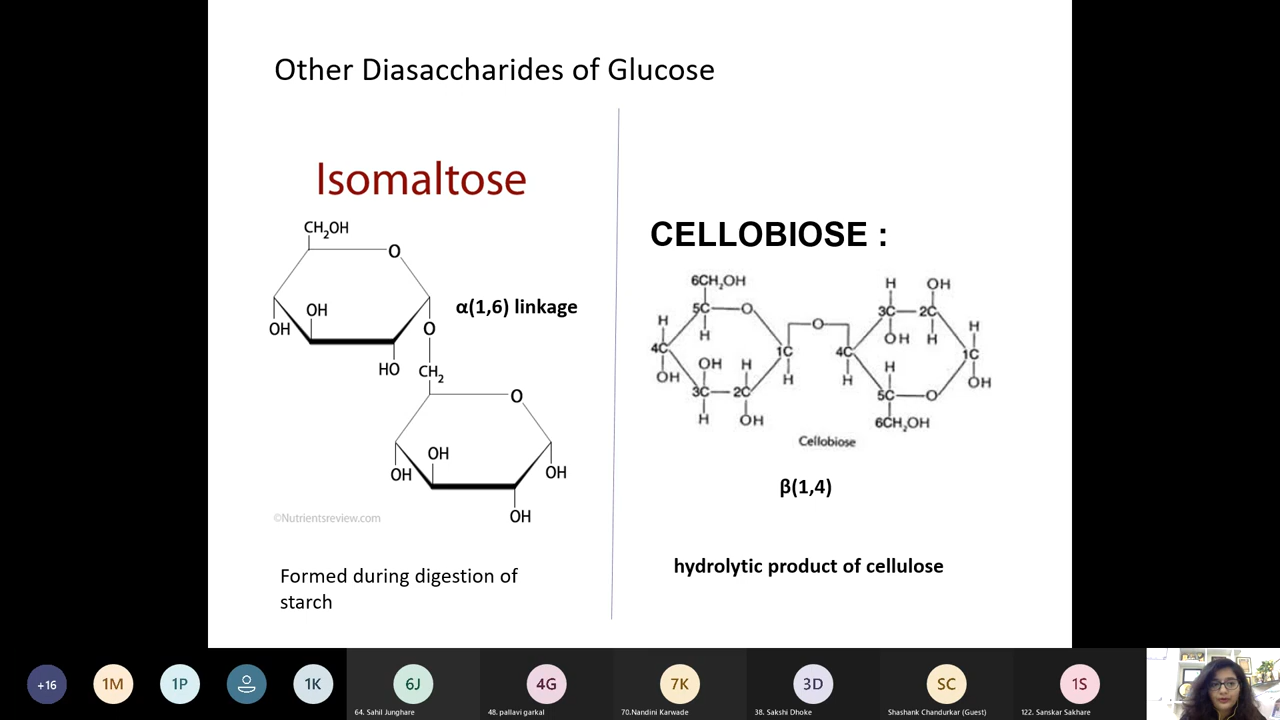 Other Diasaccharides of Glucose
Isomaltose
CH₂OH
O
α(1,6) linkage
OH
OH
O
HO
CH₂
O
OH
OH
OH
OH
©Nutrientsreview.com
Formed during digestion of
starch
CELLOBIOSE :
6CH₂OH
H
OH
5C
O
3C
2C
H
H
O
OH
H
H
4C
1C
4C
1C
OH
OH
H
H
H
H
OH
3C
2C
5C
O
H
OH
6CH₂OH
Cellobiose
β(1,4)
hydrolytic product of cellulose
+16
1M
1P
1K
6J
4G
7K
3D
SC
1S
64. Sahil Junghare
48. pallavi garkal
70.Nandini Karwade
38. Sakshi Dhoke
Shashank Chandurkar (Guest)
122. Sanskar Sakhare